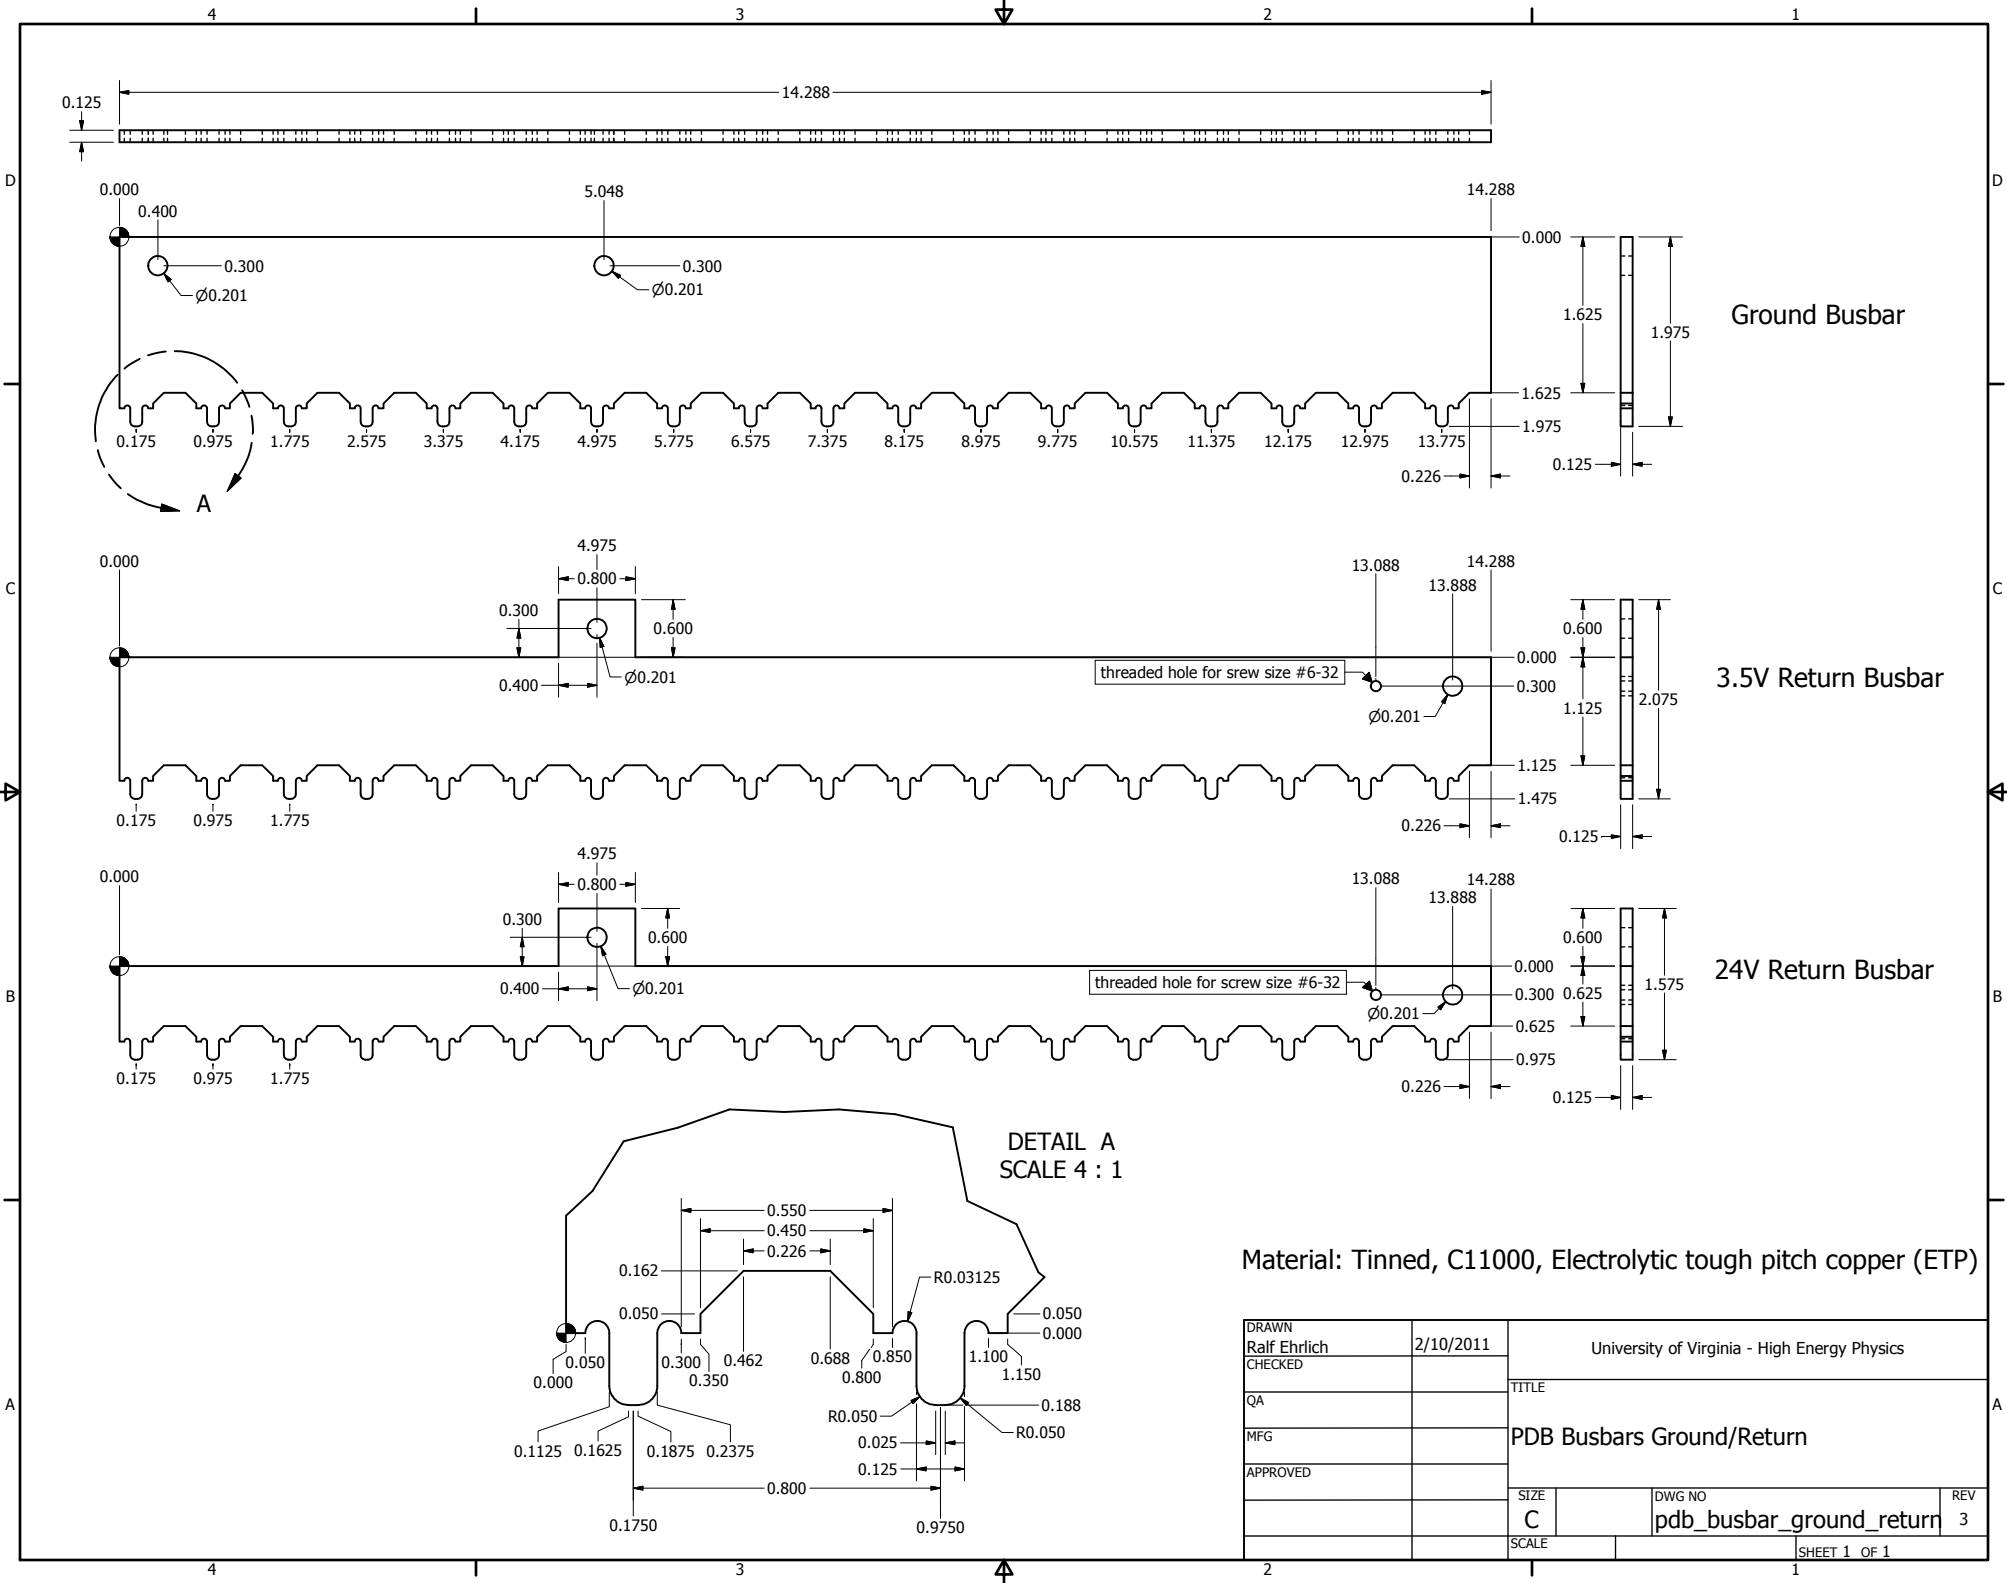 4 3 2 1
D
D
C
C
B
B
A
A
14.288
0.125
0.000
5.048
14.288
0.400
0.300
Ø0.201
0.300
Ø0.201
0.000
1.625
1.975
Ground Busbar
1.625
1.975
0.175 0.975 1.775 2.575 3.375 4.175 4.975 5.775 6.575 7.375 8.175 8.975 9.775 10.575 11.375 12.175 12.975 13.775
0.226
0.125
A
0.000
4.975
0.800
0.300
0.600
0.400
Ø0.201
13.088
14.288
13.888
threaded hole for srew size #6-32
Ø0.201
0.000
0.300
0.600
1.125
2.075
3.5V Return Busbar
1.125
1.475
0.175 0.975 1.775
0.226
0.125
0.000
4.975
0.800
0.300
0.600
0.400
Ø0.201
13.088
14.288
13.888
threaded hole for screw size #6-32
Ø0.201
0.000
0.300
0.625
0.975
0.600
0.625
1.575
24V Return Busbar
0.175 0.975 1.775
0.226
0.125
DETAIL A
SCALE 4 : 1
0.550
0.450
0.226
0.162
R0.03125
0.050
0.050
0.000
0.050
0.000
0.300
0.350
0.462
0.688
0.800
0.850
1.100
1.150
0.188
R0.050
R0.050
0.025
0.125
0.1125 0.1625 0.1875 0.2375
0.800
0.1750
0.9750
Material: Tinned, C11000, Electrolytic tough pitch copper (ETP)
DRAWN
Ralf Ehrlich
2/10/2011
University of Virginia - High Energy Physics
CHECKED
QA
MFG
APPROVED
TITLE
PDB Busbars Ground/Return
SIZE
C
DWG NO
pdb_busbar_ground_return
REV
3
SCALE
SHEET 1 OF 1
4 3 2 1